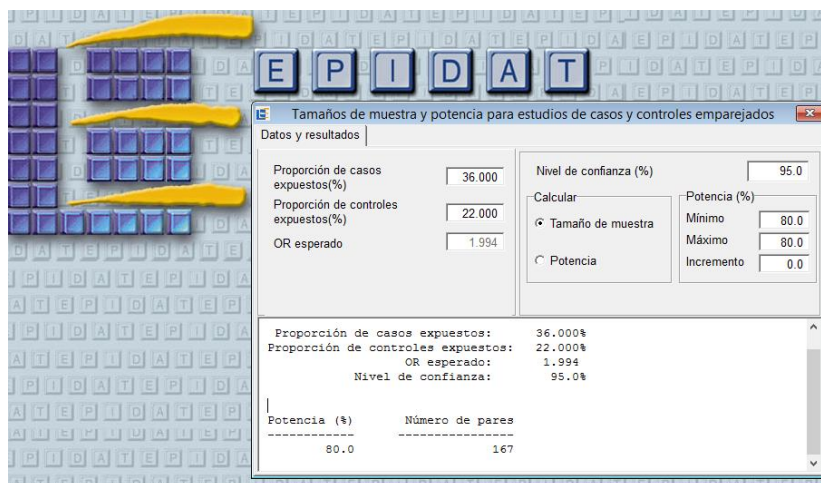 EPIDAT
Tamaños de muestra y potencia para estudios de casos y controles emparejados
Datos y resultados
Proporción de casos
expuestos(%)
36.000
Proporción de controles
expuestos(%)
22.000
OR esperado
1.994
Nivel de confianza (%)
95.0
Calcular
Tamaño de muestra
Potencia
Potencia (%)
Mínimo
80.0
Máximo
80.0
Incremento
0.0
Proporción de casos expuestos: 36.000%
Proporción de controles expuestos: 22.000%
OR esperado: 1.994
Nivel de confianza: 95.0%
Potencia (%) Número de pares
------------ ----------------
80.0 167